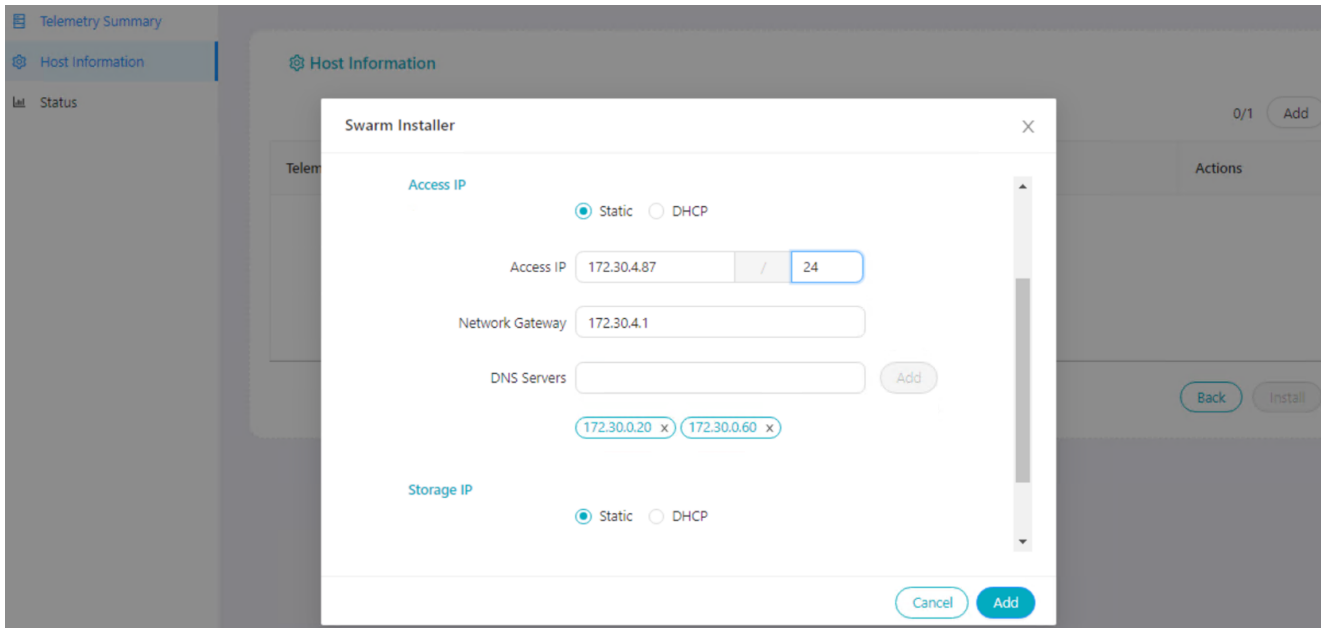 Telemetry Summary
Host Information
Status
Host Information
0/1 Add
Telem
Actions
Back Install
Swarm Installer
Access IP
Static DHCP
Access IP 172.30.4.87 / 24
Network Gateway 172.30.4.1
DNS Servers Add
172.30.0.20 x 172.30.0.60 x
Storage IP
Static DHCP
Cancel Add